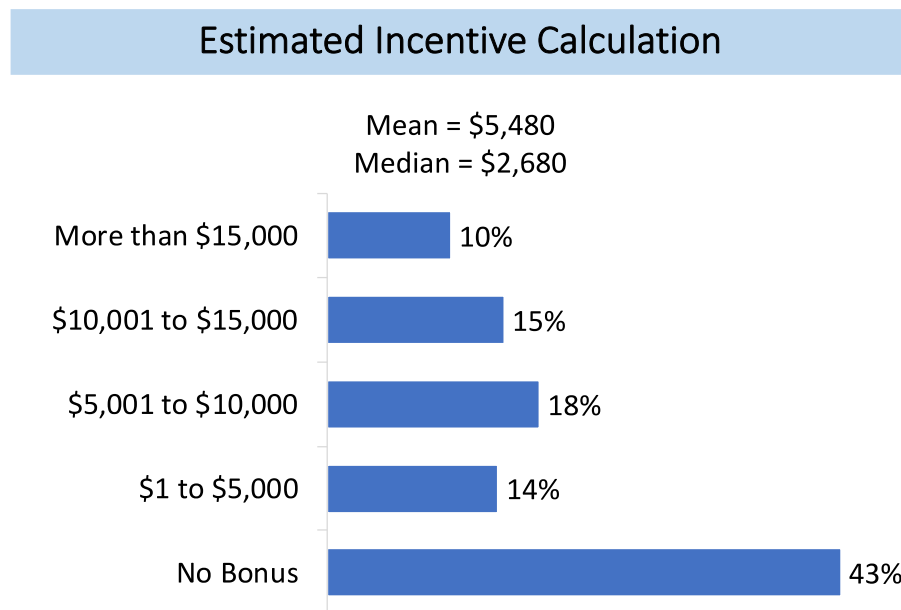 Estimated Incentive Calculation
Mean = $5,480
Median = $2,680
More than $15,000 10%
$10,001 to $15,000 15%
$5,001 to $10,000 18%
$1 to $5,000 14%
No Bonus 43%